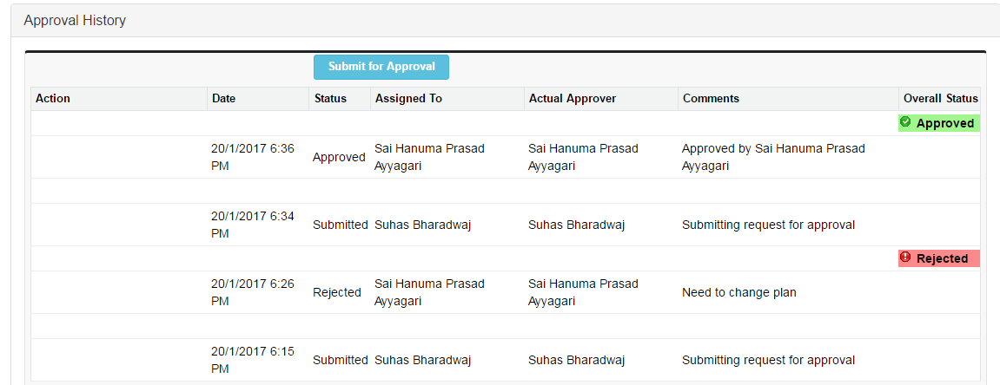 Approval History
Submit for Approval
Action Date Status Assigned To Actual Approver Comments Overall Status
Approved
20/1/2017 6:36 PM Approved Sai Hanuma Prasad Ayyagari Sai Hanuma Prasad Ayyagari Approved by Sai Hanuma Prasad Ayyagari
20/1/2017 6:34 PM Submitted Suhas Bharadwaj Suhas Bharadwaj Submitting request for approval
Rejected
20/1/2017 6:26 PM Rejected Sai Hanuma Prasad Ayyagari Sai Hanuma Prasad Ayyagari Need to change plan
20/1/2017 6:15 PM Submitted Suhas Bharadwaj Suhas Bharadwaj Submitting request for approval